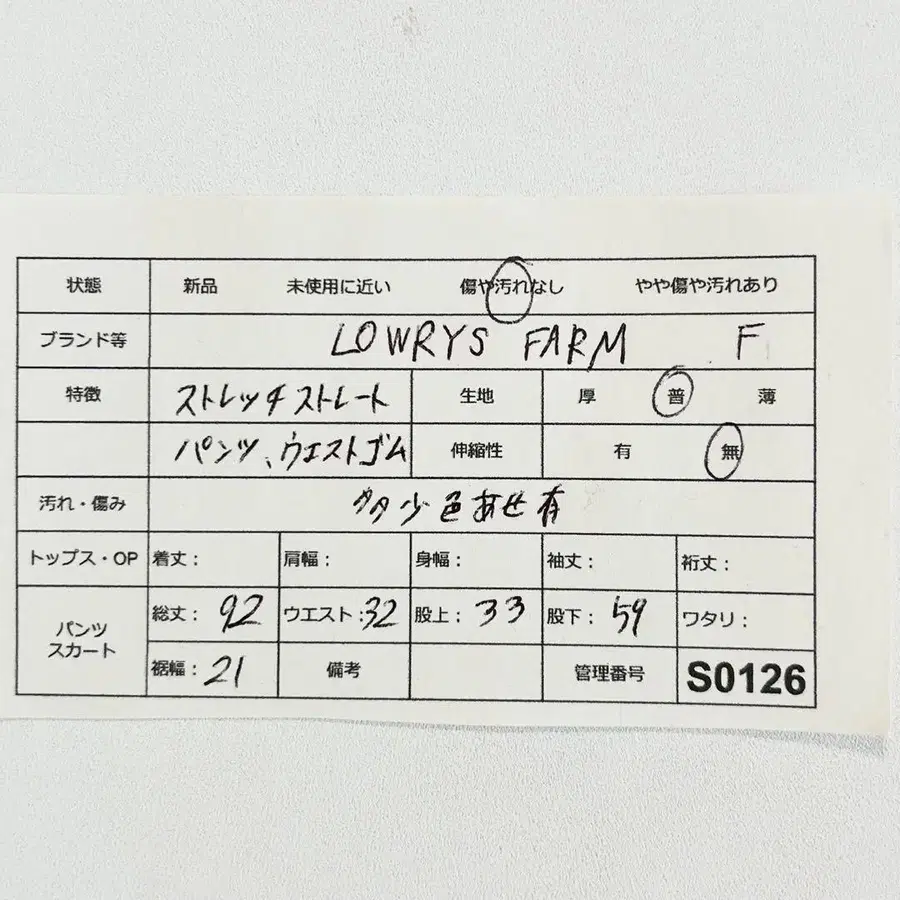 状態 新品 未使用に近い 傷や汚れなし やや傷や汚れあり
ブランド等 LOWRYS FARM F
特徴 ストレッチストレート 生地 厚 普 薄
パンツ、ウエストゴム 伸縮性 有 無
汚れ・傷み 多少色あせ有
トップス・OP 着丈： 肩幅： 身幅： 袖丈： 裄丈：
パンツ スカート 総丈：92 ウエスト：32 股上：33 股下：59 ワタリ：
裾幅：21 備考 管理番号 S0126